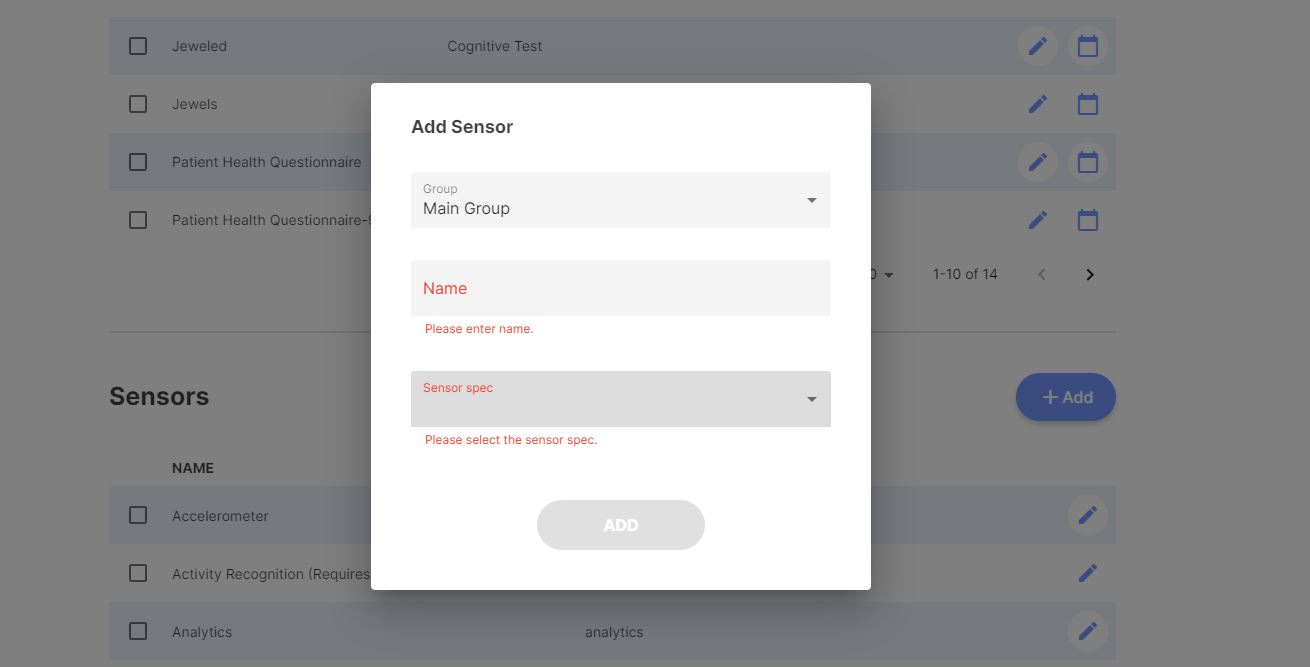 Jeweled Cognitive Test
Jewels
Patient Health Questionnaire
Patient Health Questionnaire-
1-10 of 14
Add Sensor
Group
Main Group
Name
Please enter name.
Sensor spec
Please select the sensor spec.
ADD
Sensors
Add
NAME
Accelerometer
Activity Recognition (Requires
Analytics analytics